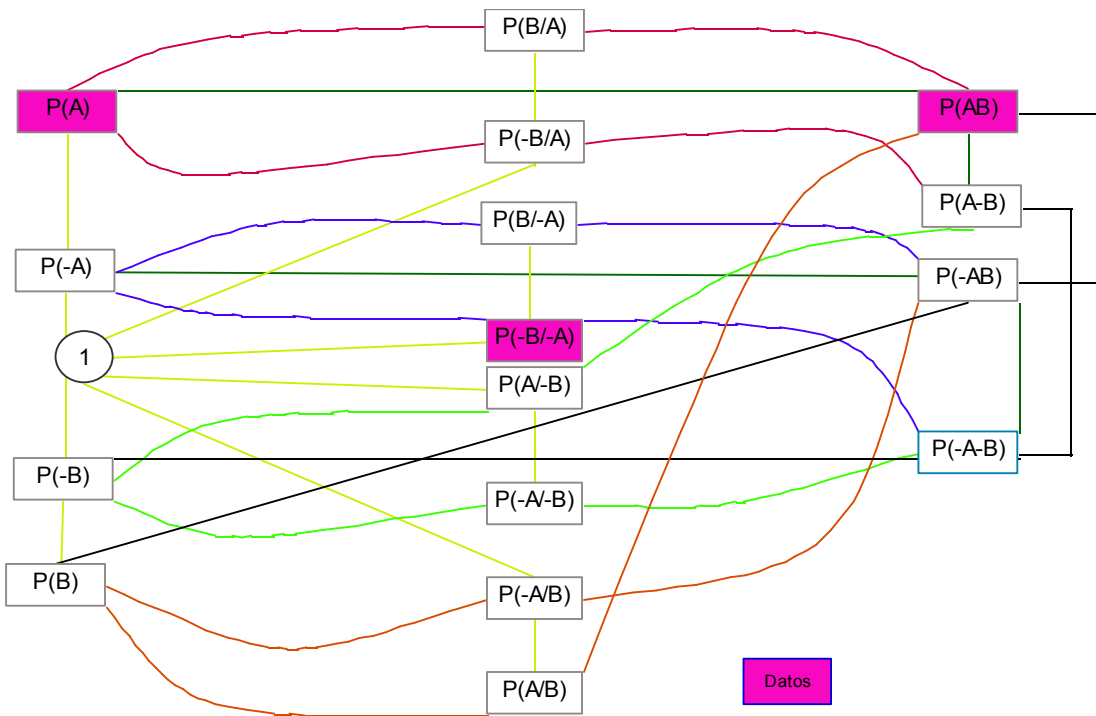 P(B/A)
P(A)
P(AB)
P(-B/A)
P(A-B)
P(B/-A)
P(-A)
P(-AB)
P(-B/-A)
1
P(A/-B)
P(-A-B)
P(-B)
P(-A/-B)
P(B)
P(-A/B)
P(A/B)
Datos